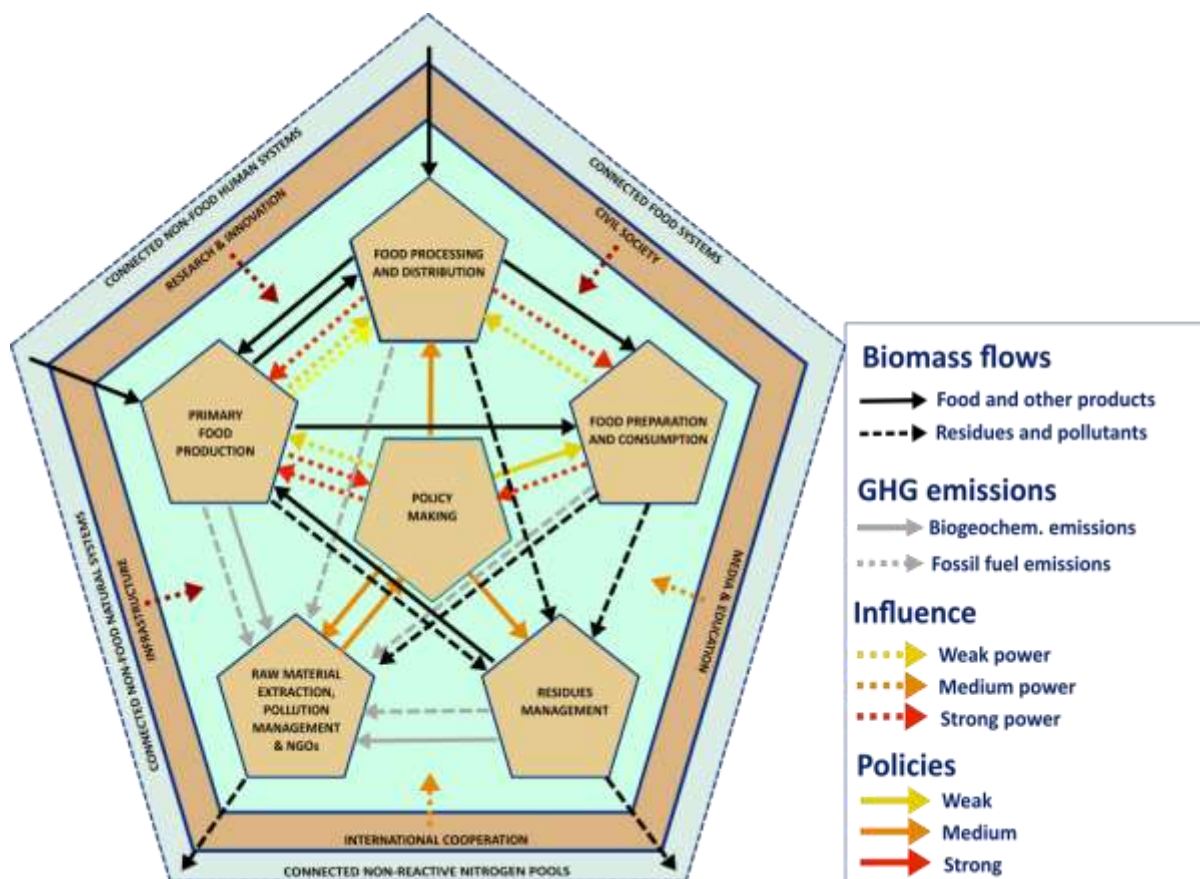 CONNECTED NON-FOOD HUMAN SYSTEMS
CONNECTED FOOD SYSTEMS
RESEARCH & INNOVATION
CIVIL SOCIETY
FOOD PROCESSING
AND DISTRIBUTION
PRIMARY
FOOD
PRODUCTION
FOOD PREPARATION
AND CONSUMPTION
POLICY
MAKING
CONNECTED NON-FOOD NATURAL SYSTEMS
INFRASTRUCTURE
MEDIA & EDUCATION
RAW MATERIAL
EXTRACTION,
POLLUTION
MANAGEMENT
& NGOs
RESIDUES
MANAGEMENT
INTERNATIONAL COOPERATION
CONNECTED NON-REACTIVE NITROGEN POOLS
Biomass flows
Food and other products
Residues and pollutants
GHG emissions
Biogeochem. emissions
Fossil fuel emissions
Influence
Weak power
Medium power
Strong power
Policies
Weak
Medium
Strong